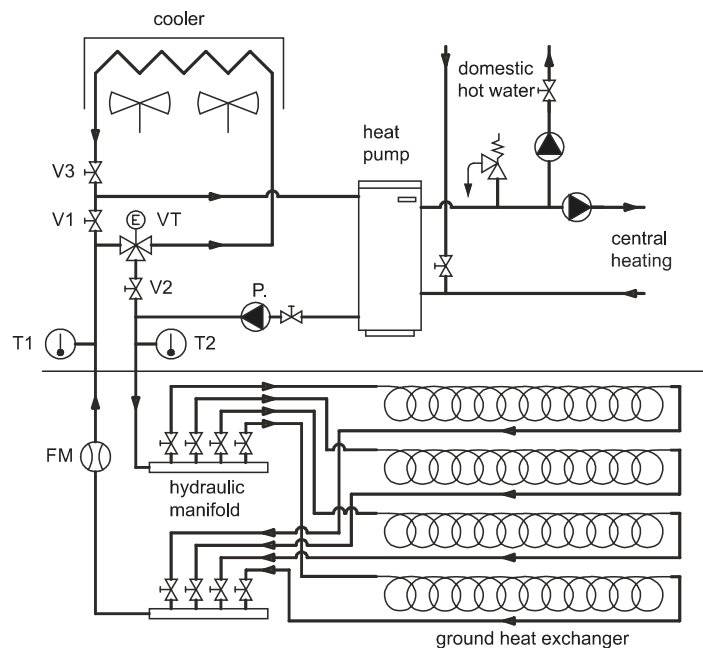 cooler
domestic
hot water
heat
pump
V3
V1
E
VT
central
heating
V2
P.
T1
T2
FM
hydraulic
manifold
ground heat exchanger